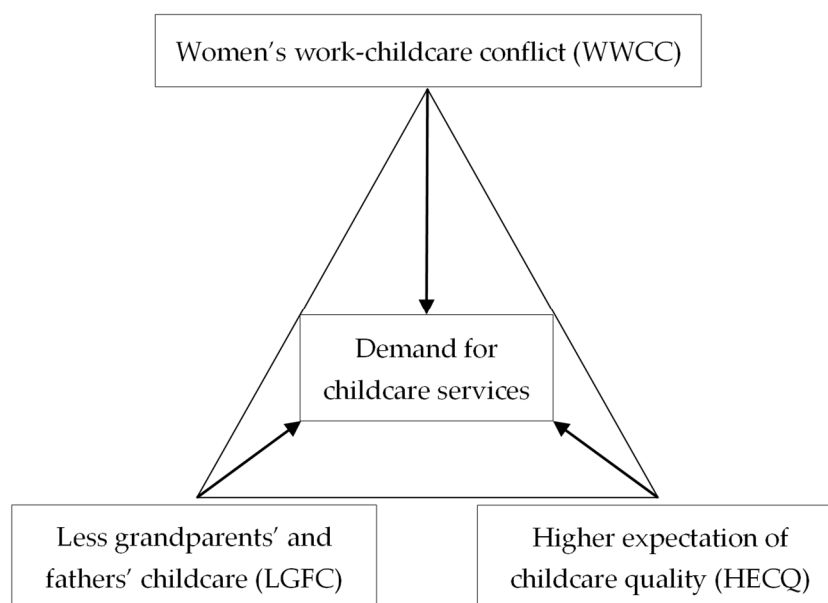 Women’s work-childcare conflict (WWCC)
Demand for
childcare services
Less grandparents’ and
fathers’ childcare (LGFC)
Higher expectation of
childcare quality (HECQ)